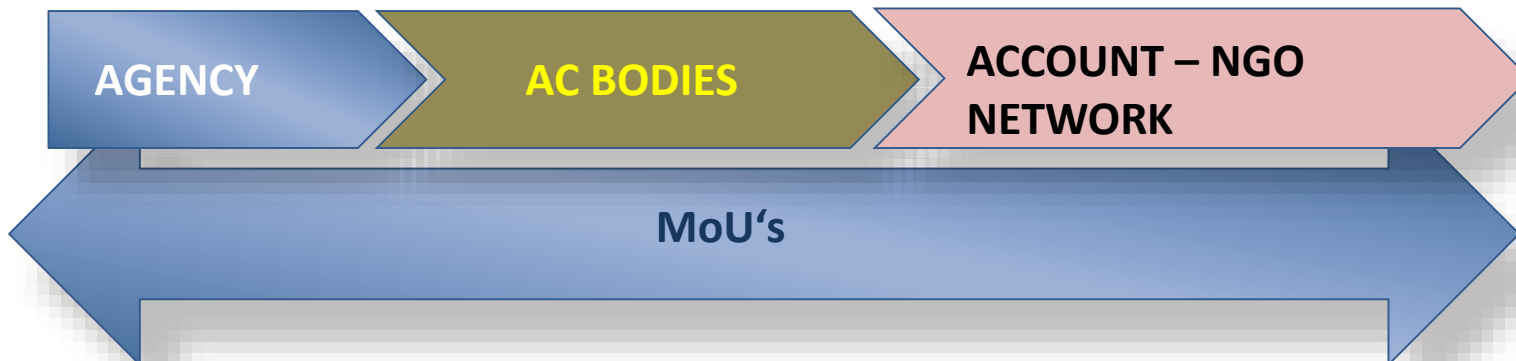 AGENCY
AC BODIES
ACCOUNT – NGO
NETWORK
MoU‘s